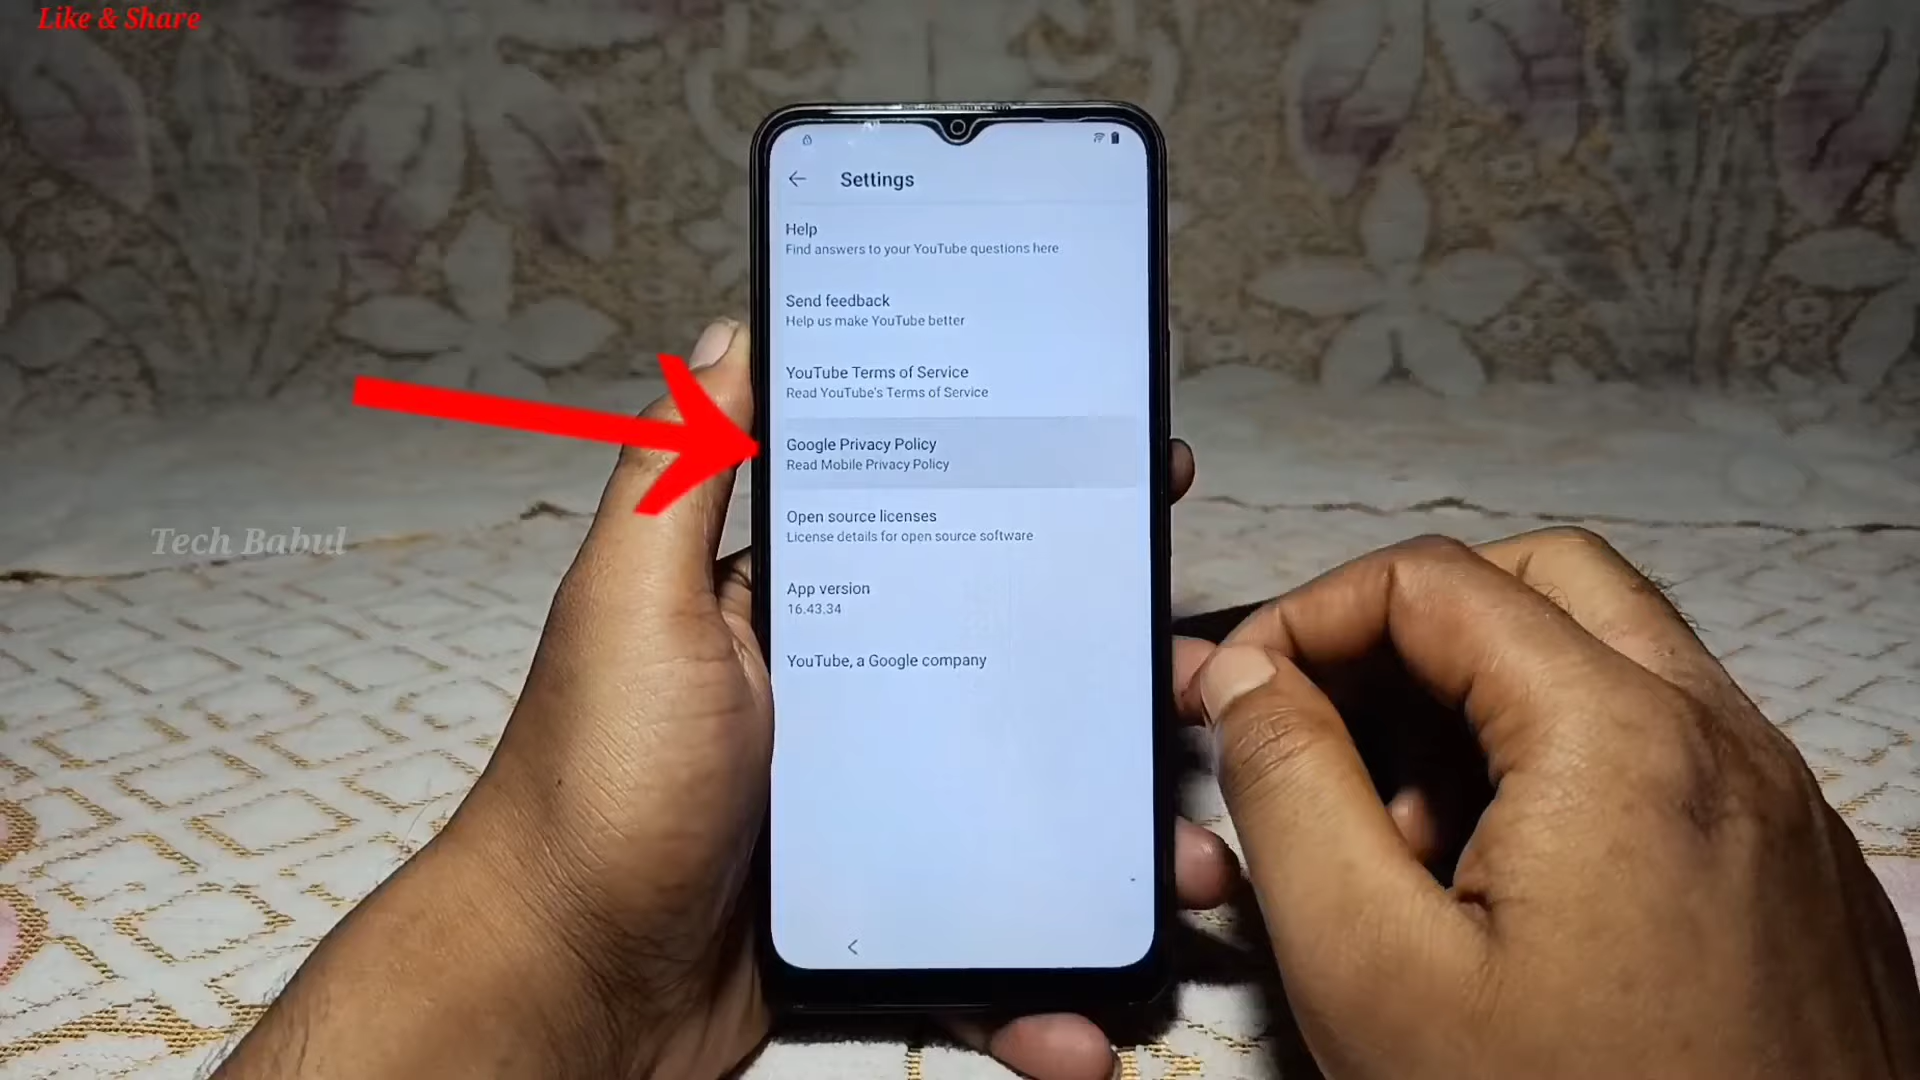 Like & Share
Settings
Help
Find answers to your YouTube questions here
Send feedback
Help us make YouTube better
YouTube Terms of Service
Read YouTube's Terms of Service
Google Privacy Policy
Read Mobile Privacy Policy
Open source licenses
License details for open source software
App version
16.43.34
YouTube, a Google company
Tech Babul